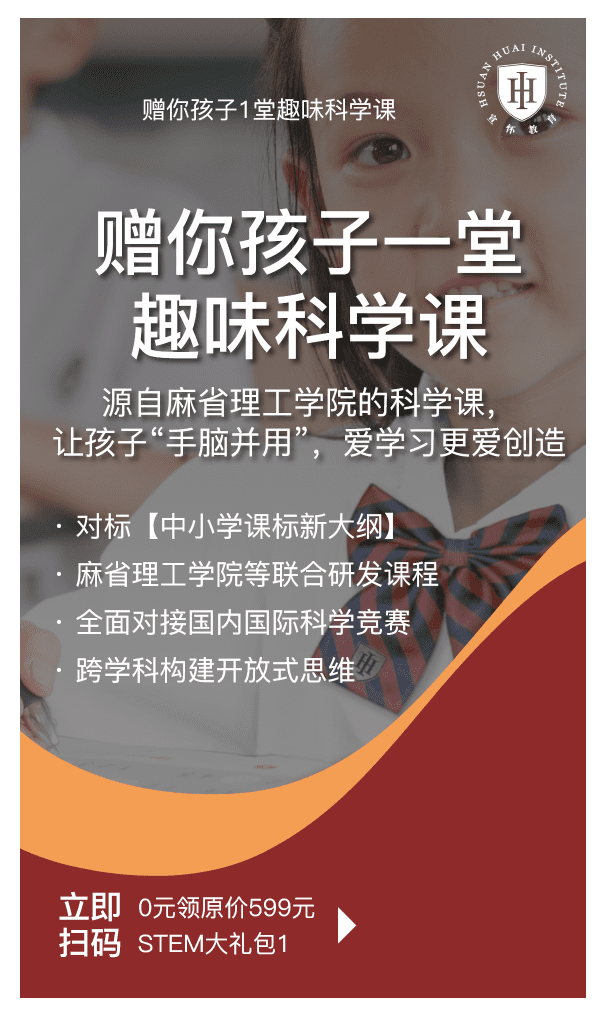 赠你孩子1堂趣味科学课
HSUAN HUAI INSTITUTE
IH
宣怀教育
赠你孩子一堂
趣味科学课
源自麻省理工学院的科学课，
让孩子“手脑并用”，爱学习更爱创造
· 对标【中小学课标新大纲】
· 麻省理工学院等联合研发课程
· 全面对接国内国际科学竞赛
· 跨学科构建开放式思维
IH
立即
扫码
0元领原价599元
STEM大礼包1